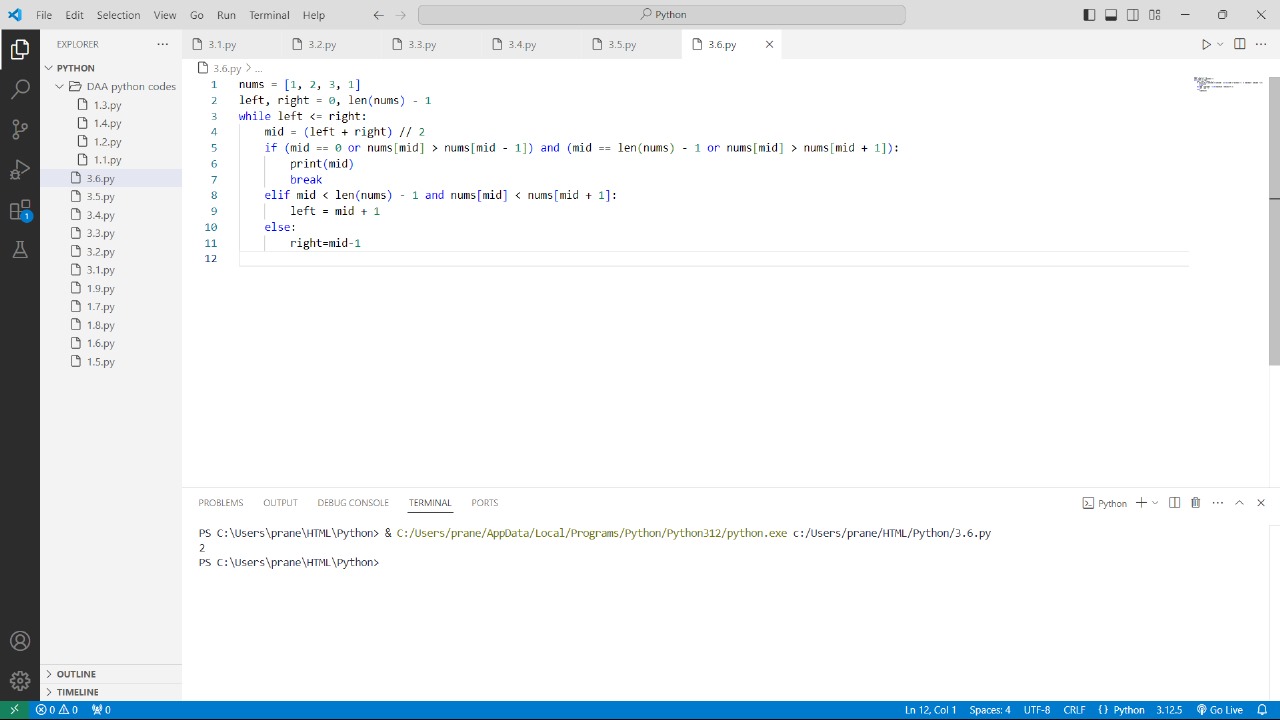 File Edit Selection View Go Run Terminal Help Python
EXPLORER
PYTHON
DAA python codes
1.3.py
1.4.py
1.2.py
1.1.py
3.6.py
3.5.py
3.4.py
3.3.py
3.2.py
3.1.py
1.9.py
1.7.py
1.8.py
1.6.py
1.5.py
OUTLINE
TIMELINE
3.1.py 3.2.py 3.3.py 3.4.py 3.5.py 3.6.py
3.6.py > ...
1 nums = [1, 2, 3, 1]
2 left, right = 0, len(nums) - 1
3 while left <= right:
4 mid = (left + right) // 2
5 if (mid == 0 or nums[mid] > nums[mid - 1]) and (mid == len(nums) - 1 or nums[mid] > nums[mid + 1]):
6 print(mid)
7 break
8 elif mid < len(nums) - 1 and nums[mid] < nums[mid + 1]:
9 left = mid + 1
10 else:
11 right=mid-1
12
PROBLEMS OUTPUT DEBUG CONSOLE TERMINAL PORTS Python
PS C:\Users\prane\HTML\Python> & C:/Users/prane/AppData/Local/Programs/Python/Python312/python.exe c:/Users/prane/HTML/Python/3.6.py
2
PS C:\Users\prane\HTML\Python>
1
0 0 0 Ln 12, Col 1 Spaces: 4 UTF-8 CRLF {} Python 3.12.5 Go Live